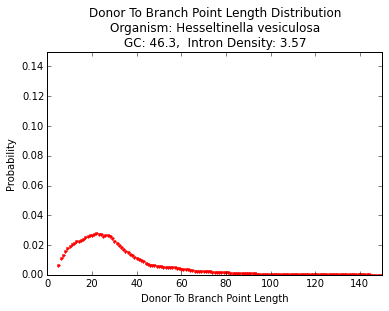 Donor To Branch Point Length Distribution
Organism: Hesseltinella vesiculosa
GC: 46.3,  Intron Density: 3.57
0.14
0.12
0.10
0.08
0.06
0.04
0.02
0.00
Probability
0 20 40 60 80 100 120 140
Donor To Branch Point Length